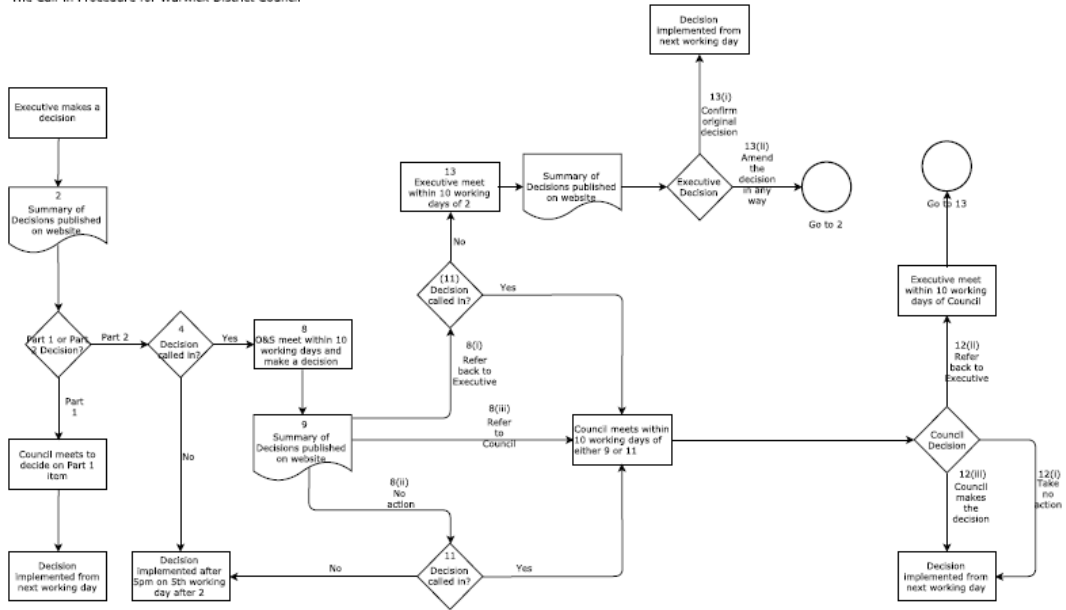 The Call in Procedure for Warwick District Council
Decision
implemented from
next working day
Executive makes a
decision
13(i)
Confirm
original
decision
13(ii)
Amend
the
decision
in any
way
2
Summary of
Decisions published
on website
13
Executive meet
within 10 working
days of 2
Summary of
Decisions published
on website
Executive
Decision
Go to 2
Go to 13
No
(11)
Decision
called in?
Yes
Executive meet
within 10 working
days of Council
Part 1 or Part
2 Decision?
Part 2
4
Decision
called in?
Yes
8
O&S meet within 10
working days and
make a decision
8(i)
Refer
back to
Executive
12(ii)
Refer
back to
Executive
Part
1
8(iii)
Refer
to
Council
9
Summary of
Decisions published
on website
Council meets within
10 working days of
either 9 or 11
Council
Decision
Council meets to
decide on Part 1
item
No
8(ii)
No
action
12(iii)
Council
makes
the
decision
12(i)
Take
no
action
Decision
implemented from
next working day
Decision
implemented after
5pm on 5th working
day after 2
No
11
Decision
called in?
Yes
Decision
implemented from
next working day